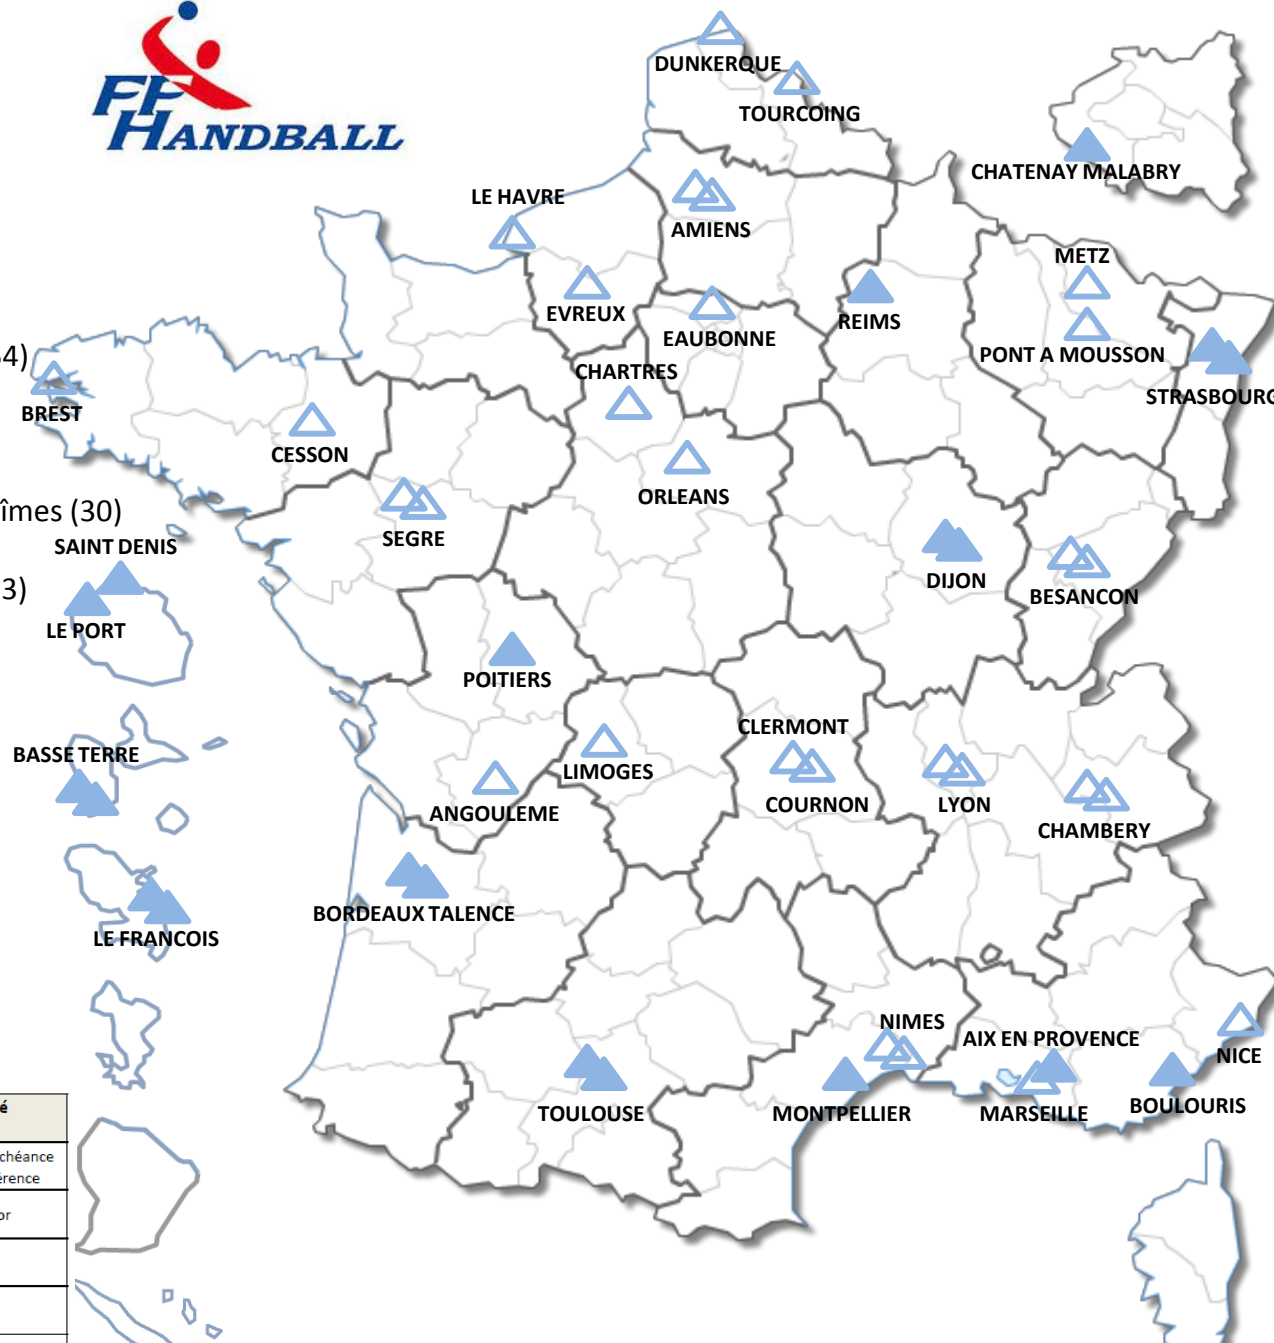 FF
HANDBALL
DUNKERQUE
TOURCOING
CHATENAY MALABRY
LE HAVRE
AMIENS
METZ
EVREUX
EAUBONNE
REIMS
PONT A MOUSSON
4)
CHARTRES
STRASBOURG
BREST
CESSON
ORLEANS
îmes (30)
SEGRE
SAINT DENIS
DIJON
3)
BESANCON
LE PORT
POITIERS
CLERMONT
BASSE TERRE
LIMOGES
COURNON
LYON
ANGOULEME
CHAMBERY
BORDEAUX TALENCE
LE FRANCOIS
NIMES
AIX EN PROVENCE
NICE
TOULOUSE
MONTPELLIER
MARSEILLE
BOULOURIS
é
chéance
érence
or